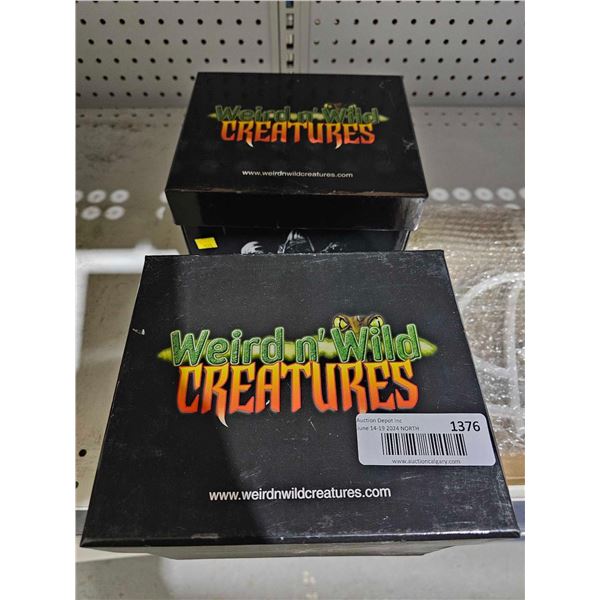 Weird n' Wild
CREATURES
www.weirdnwildcreatures.com
Weird n' Wild
CREATURES
Auction Depot Inc
June 14-19 2024 NORTH
1376
www.auctioncalgary.com
www.weirdnwildcreatures.com